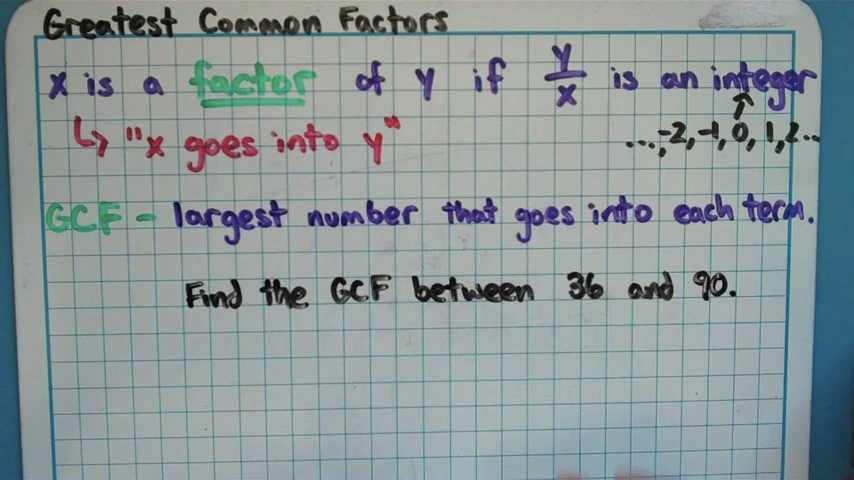 Greatest Common Factors
x is a factor of y if y/x is an integer
↳ "x goes into y"
...,-2,-1,0,1,2...
GCF - largest number that goes into each term.
Find the GCF between 36 and 90.